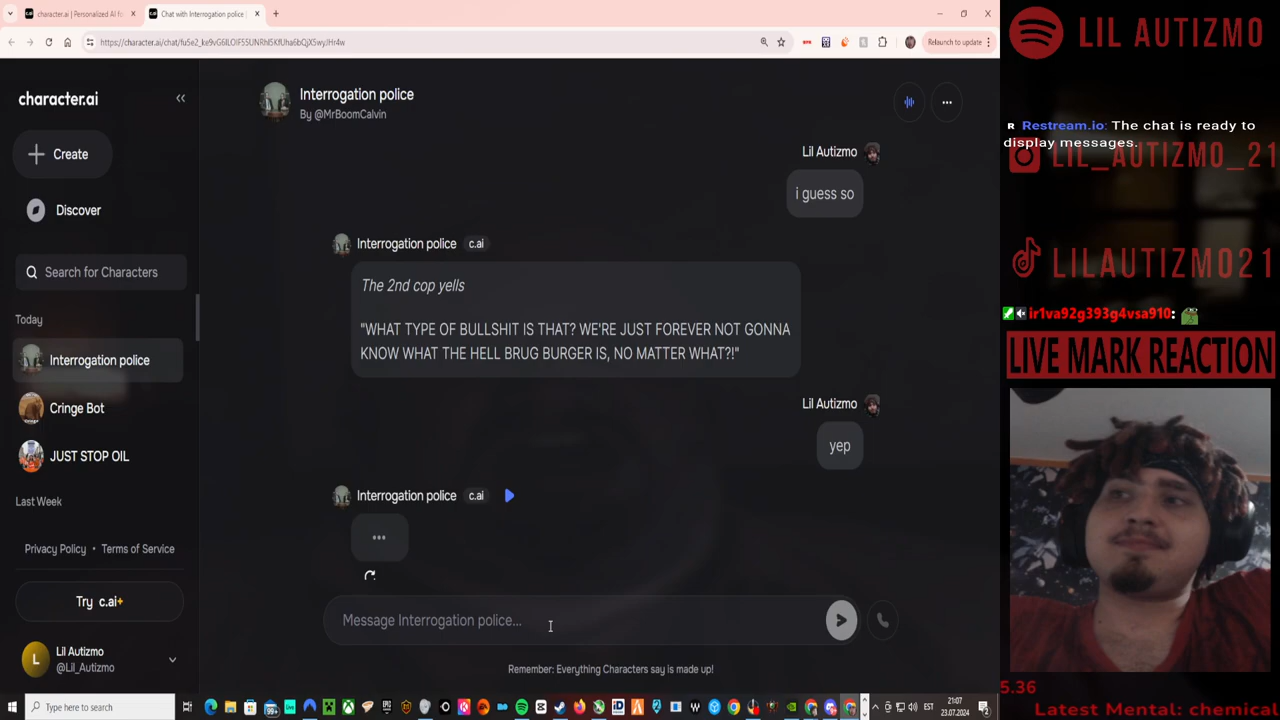 character.ai | Personalized AI f
Chat with Interrogation police |
https://character.ai/chat/
Relaunch to update
character.ai
Create
Discover
Search for Characters
Today
Interrogation police
Cringe Bot
JUST STOP OIL
Last Week
Privacy Policy • Terms of Service
Try c.ai+
L
Lil Autizmo
@Lil_Autizmo
Interrogation police
By @MrBoomCalvin
Lil Autizmo
i guess so
Interrogation police c.ai
The 2nd cop yells
"WHAT TYPE OF BULLSHIT IS THAT? WE'RE JUST FOREVER NOT GONNA
KNOW WHAT THE HELL BRUG BURGER IS, NO MATTER WHAT?!"
Lil Autizmo
yep
Interrogation police c.ai
Message Interrogation police...
Remember: Everything Characters say is made up!
LIL AUTIZMO
R Restream.io: The chat is ready to
display messages.
LIL_AUTIZMO_21
LILAUTIZMO21
ir1va92g393g4vsa910:
LIVE MARK REACTION
5.36
Latest Mental: chemical
Type here to search
99+
EST
21:07
23.07.2024